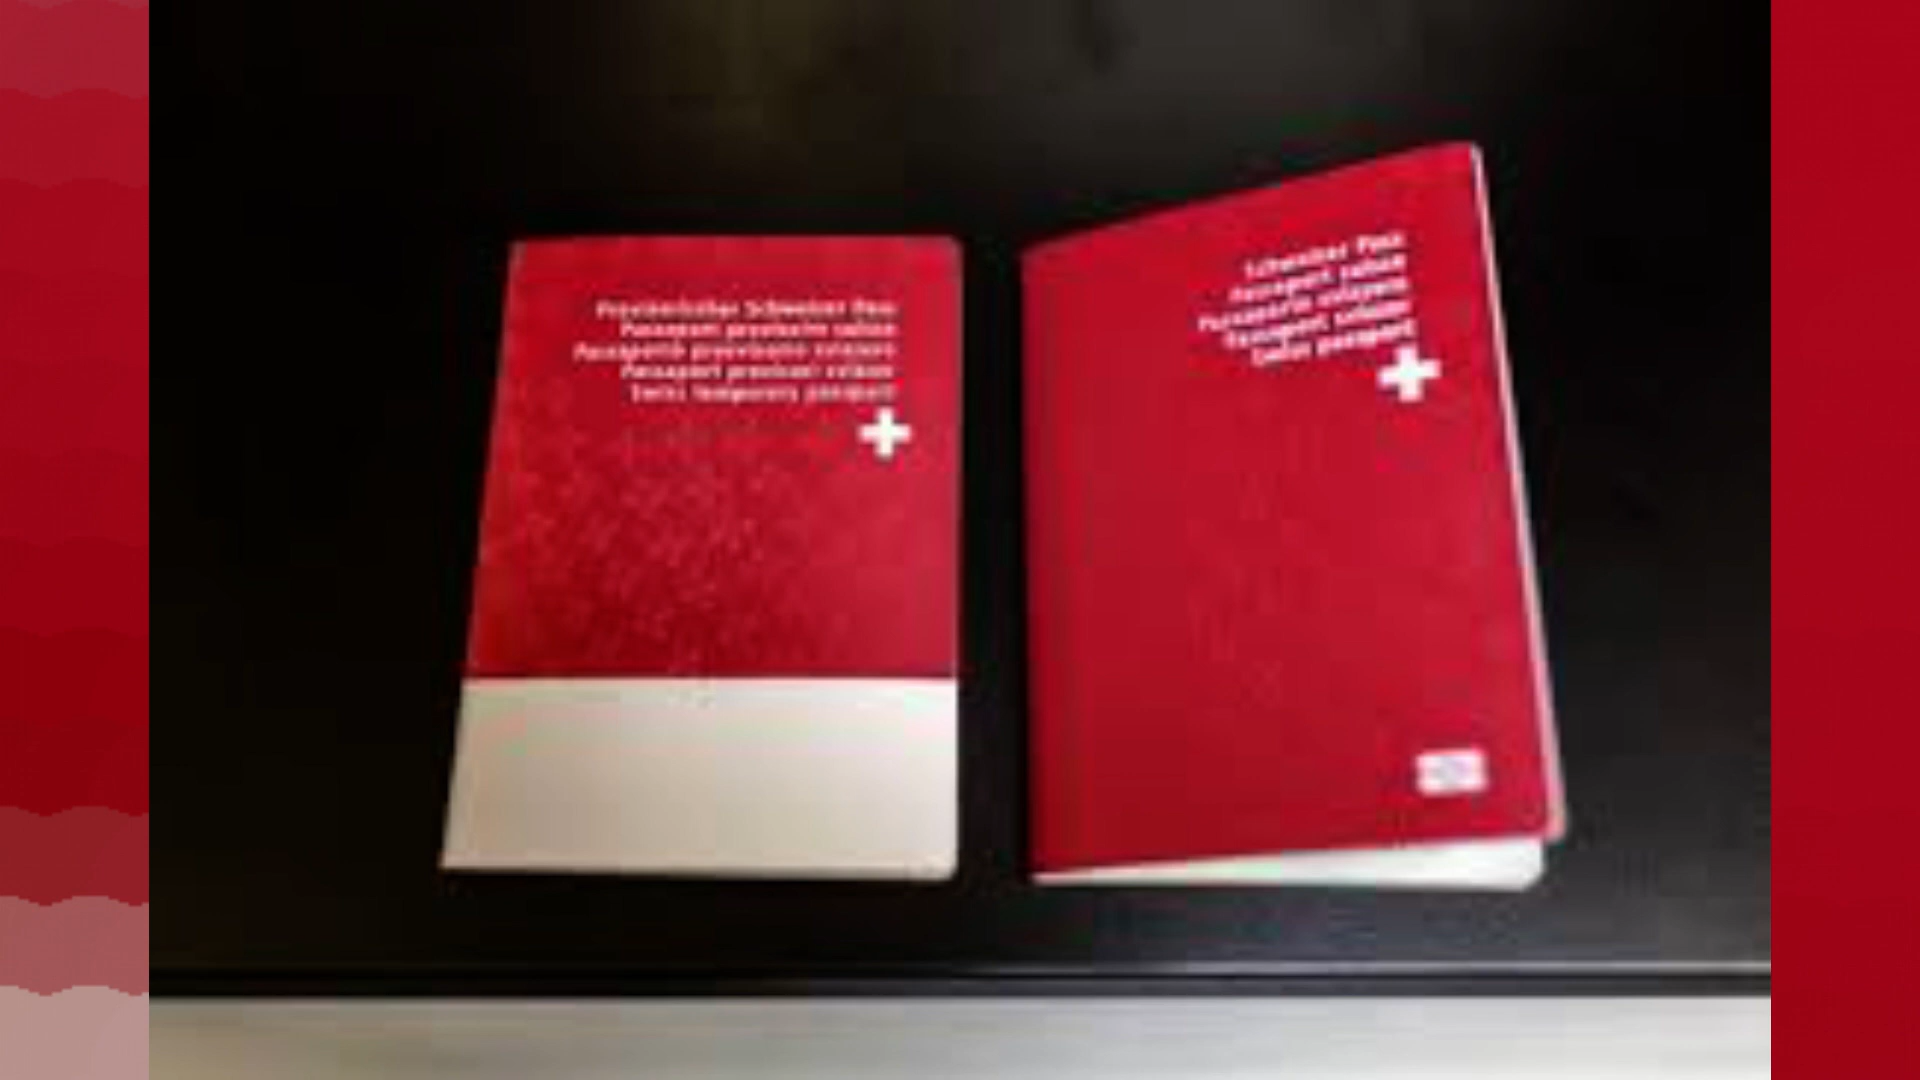 Provisorischer Schweizer Pass
Passeport provisoire suisse
Passaporto provvisorio svizzero
Passaport provisori svizzer
Swiss temporary passport
Schweizer Pass
Passeport suisse
Passaporto svizzero
Passaport svizzer
Swiss passport